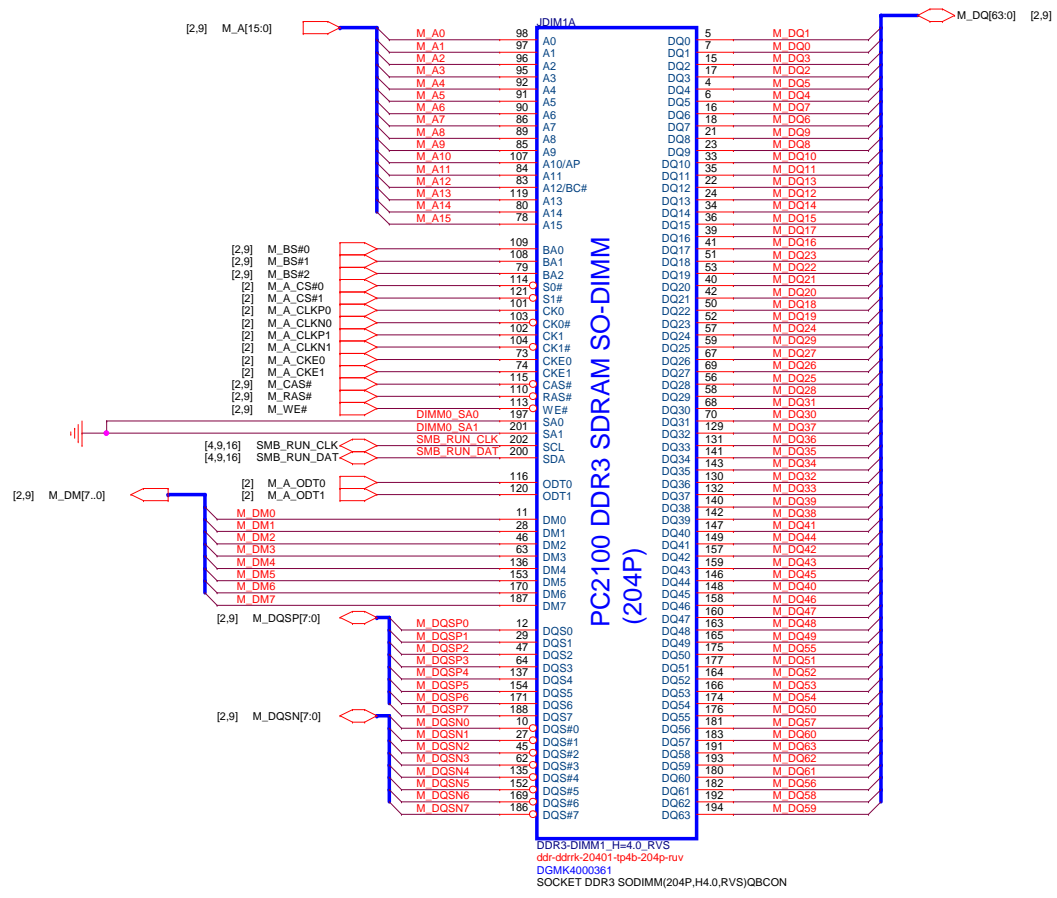 JDIM1A
[2,9] M_A[15:0]
M_DQ[63:0] [2,9]
M_A0 98 A0
M_A1 97 A1
M_A2 96 A2
M_A3 95 A3
M_A4 92 A4
M_A5 91 A5
M_A6 90 A6
M_A7 86 A7
M_A8 89 A8
M_A9 85 A9
M_A10 107 A10/AP
M_A11 84 A11
M_A12 83 A12/BC#
M_A13 119 A13
M_A14 80 A14
M_A15 78 A15
[2,9] M_BS#0 109 BA0
[2,9] M_BS#1 108 BA1
[2,9] M_BS#2 79 BA2
[2] M_A_CS#0 114 S0#
[2] M_A_CS#1 121 S1#
[2] M_A_CLKP0 101 CK0
[2] M_A_CLKN0 103 CK0#
[2] M_A_CLKP1 102 CK1
[2] M_A_CLKN1 104 CK1#
[2] M_A_CKE0 73 CKE0
[2] M_A_CKE1 74 CKE1
[2,9] M_CAS# 115 CAS#
[2,9] M_RAS# 110 RAS#
[2,9] M_WE# 113 WE#
DIMM0_SA0 197 SA0
DIMM0_SA1 201 SA1
[4,9,16] SMB_RUN_CLK SMB_RUN_CLK 202 SCL
[4,9,16] SMB_RUN_DAT SMB_RUN_DAT 200 SDA
[2] M_A_ODT0 116 ODT0
[2] M_A_ODT1 120 ODT1
[2,9] M_DM[7..0]
M_DM0 11 DM0
M_DM1 28 DM1
M_DM2 46 DM2
M_DM3 63 DM3
M_DM4 136 DM4
M_DM5 153 DM5
M_DM6 170 DM6
M_DM7 187 DM7
[2,9] M_DQSP[7:0]
M_DQSP0 12 DQS0
M_DQSP1 29 DQS1
M_DQSP2 47 DQS2
M_DQSP3 64 DQS3
M_DQSP4 137 DQS4
M_DQSP5 154 DQS5
M_DQSP6 171 DQS6
M_DQSP7 188 DQS7
[2,9] M_DQSN[7:0]
M_DQSN0 10 DQS#0
M_DQSN1 27 DQS#1
M_DQSN2 45 DQS#2
M_DQSN3 62 DQS#3
M_DQSN4 135 DQS#4
M_DQSN5 152 DQS#5
M_DQSN6 169 DQS#6
M_DQSN7 186 DQS#7
PC2100 DDR3 SDRAM SO-DIMM
(204P)
DQ0 5 M_DQ1
DQ1 7 M_DQ0
DQ2 15 M_DQ3
DQ3 17 M_DQ2
DQ4 4 M_DQ5
DQ5 6 M_DQ4
DQ6 16 M_DQ7
DQ7 18 M_DQ6
DQ8 21 M_DQ9
DQ9 23 M_DQ8
DQ10 33 M_DQ10
DQ11 35 M_DQ11
DQ12 22 M_DQ13
DQ13 24 M_DQ12
DQ14 34 M_DQ14
DQ15 36 M_DQ15
DQ16 39 M_DQ17
DQ17 41 M_DQ16
DQ18 51 M_DQ23
DQ19 53 M_DQ22
DQ20 40 M_DQ21
DQ21 42 M_DQ20
DQ22 50 M_DQ18
DQ23 52 M_DQ19
DQ24 57 M_DQ24
DQ25 59 M_DQ29
DQ26 67 M_DQ27
DQ27 69 M_DQ26
DQ28 56 M_DQ25
DQ29 58 M_DQ28
DQ30 68 M_DQ31
DQ31 70 M_DQ30
DQ32 129 M_DQ37
DQ33 131 M_DQ36
DQ34 141 M_DQ35
DQ35 143 M_DQ34
DQ36 130 M_DQ32
DQ37 132 M_DQ33
DQ38 140 M_DQ39
DQ39 142 M_DQ38
DQ40 147 M_DQ41
DQ41 149 M_DQ44
DQ42 157 M_DQ42
DQ43 159 M_DQ43
DQ44 146 M_DQ45
DQ45 148 M_DQ40
DQ46 158 M_DQ46
DQ47 160 M_DQ47
DQ48 163 M_DQ48
DQ49 165 M_DQ49
DQ50 175 M_DQ55
DQ51 177 M_DQ51
DQ52 164 M_DQ52
DQ53 166 M_DQ53
DQ54 174 M_DQ54
DQ55 176 M_DQ50
DQ56 181 M_DQ57
DQ57 183 M_DQ60
DQ58 191 M_DQ63
DQ59 193 M_DQ62
DQ60 180 M_DQ61
DQ61 182 M_DQ56
DQ62 192 M_DQ58
DQ63 194 M_DQ59
DDR3-DIMM1_H=4.0_RVS
ddr-ddrrk-20401-tp4b-204p-ruv
DGMK4000361
SOCKET DDR3 SODIMM(204P,H4.0,RVS)QBCON